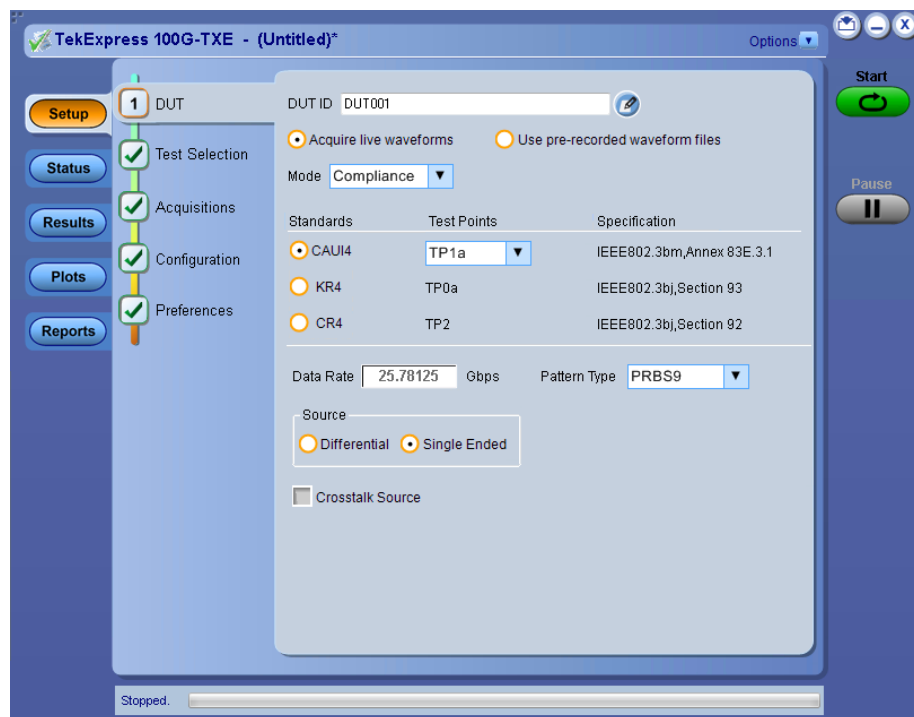 TekExpress 100G-TXE - (Untitled)*
Options
Start
Setup
Status
Results
Plots
Reports
Pause
1 DUT
Test Selection
Acquisitions
Configuration
Preferences
DUT ID DUT001
Acquire live waveforms Use pre-recorded waveform files
Mode Compliance
Standards Test Points Specification
CAUI4 TP1a IEEE802.3bm,Annex 83E.3.1
KR4 TP0a IEEE802.3bj,Section 93
CR4 TP2 IEEE802.3bj,Section 92
Data Rate 25.78125 Gbps Pattern Type PRBS9
Source
Differential Single Ended
Crosstalk Source
Stopped.